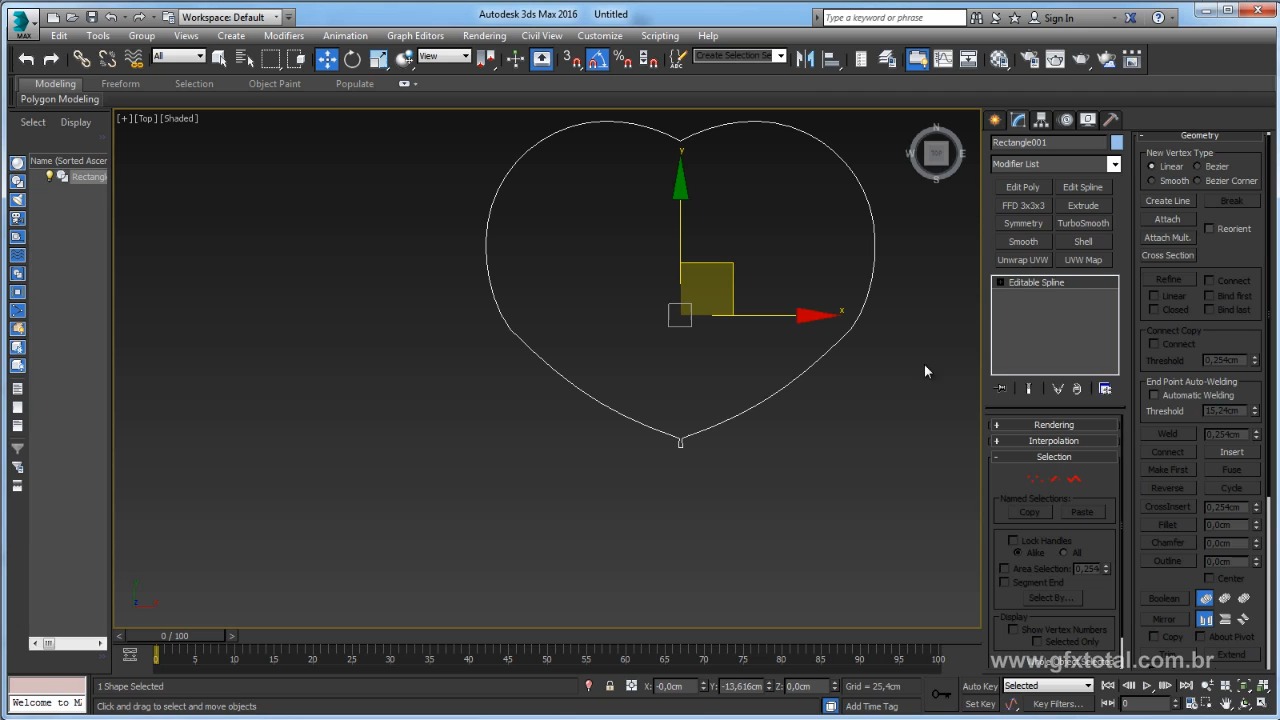 MAX
Workspace: Default
Autodesk 3ds Max 2016 Untitled
Type a keyword or phrase
Sign In
Edit Tools Group Views Create Modifiers Animation Graph Editors Rendering Civil View Customize Scripting Help
All
View
3
Create Selection Se
ABC
Modeling Freeform Selection Object Paint Populate
Polygon Modeling
Select Display
Name (Sorted Ascer
Rectangl
[+] [Top] [Shaded]
N
W
E
S
y
x
Rectangle001
Modifier List
Edit Poly Edit Spline
FFD 3x3x3 Extrude
Symmetry TurboSmooth
Smooth Shell
Unwrap UVW UVW Map
Editable Spline
+ Rendering
+ Interpolation
- Selection
Named Selections:
Copy Paste
Lock Handles
Alike All
Area Selection: 0,254
Segment End
Select By...
Display
Show Vertex Numbers
Selected Only
- Geometry
New Vertex Type
Linear Bezier
Smooth Bezier Corner
Create Line Break
Attach Reorient
Attach Mult.
Cross Section
Refine Connect
Linear Bind first
Closed Bind last
Connect Copy
Connect
Threshold 0,254cm
End Point Auto-Welding
Automatic Welding
Threshold 15,24cm
Weld 0,254cm
Connect Insert
Make First Fuse
Reverse Cycle
CrossInsert 0,254cm
Fillet 0,0cm
Chamfer 0,0cm
Outline 0,0cm
Center
Boolean
Mirror
Copy About Pivot
Trim Extend
www.gfxtotal.com.br
< 0 / 100 >
0 5 10 15 20 25 30 35 40 45 50 55 60 65 70 75 80 85 90 95 100
1 Shape Selected
X: -0,0cm Y: -13,616cm Z: 0,0cm Grid = 25,4cm
Auto Key Selected
Welcome to M
Click and drag to select and move objects
Add Time Tag
Set Key Key Filters...
0